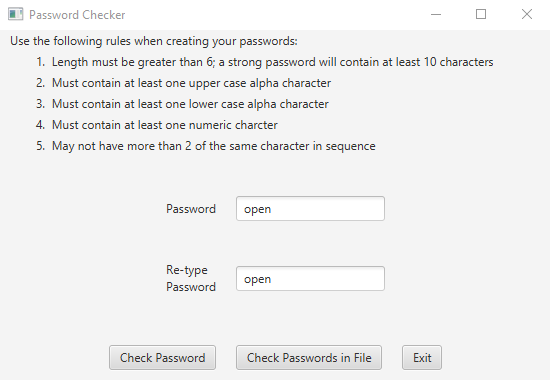 Password Checker
Use the following rules when creating your passwords:
1. Length must be greater than 6; a strong password will contain at least 10 characters
2. Must contain at least one upper case alpha character
3. Must contain at least one lower case alpha character
4. Must contain at least one numeric charcter
5. May not have more than 2 of the same character in sequence
Password open
Re-type
Password
open
Check Password Check Passwords in File Exit